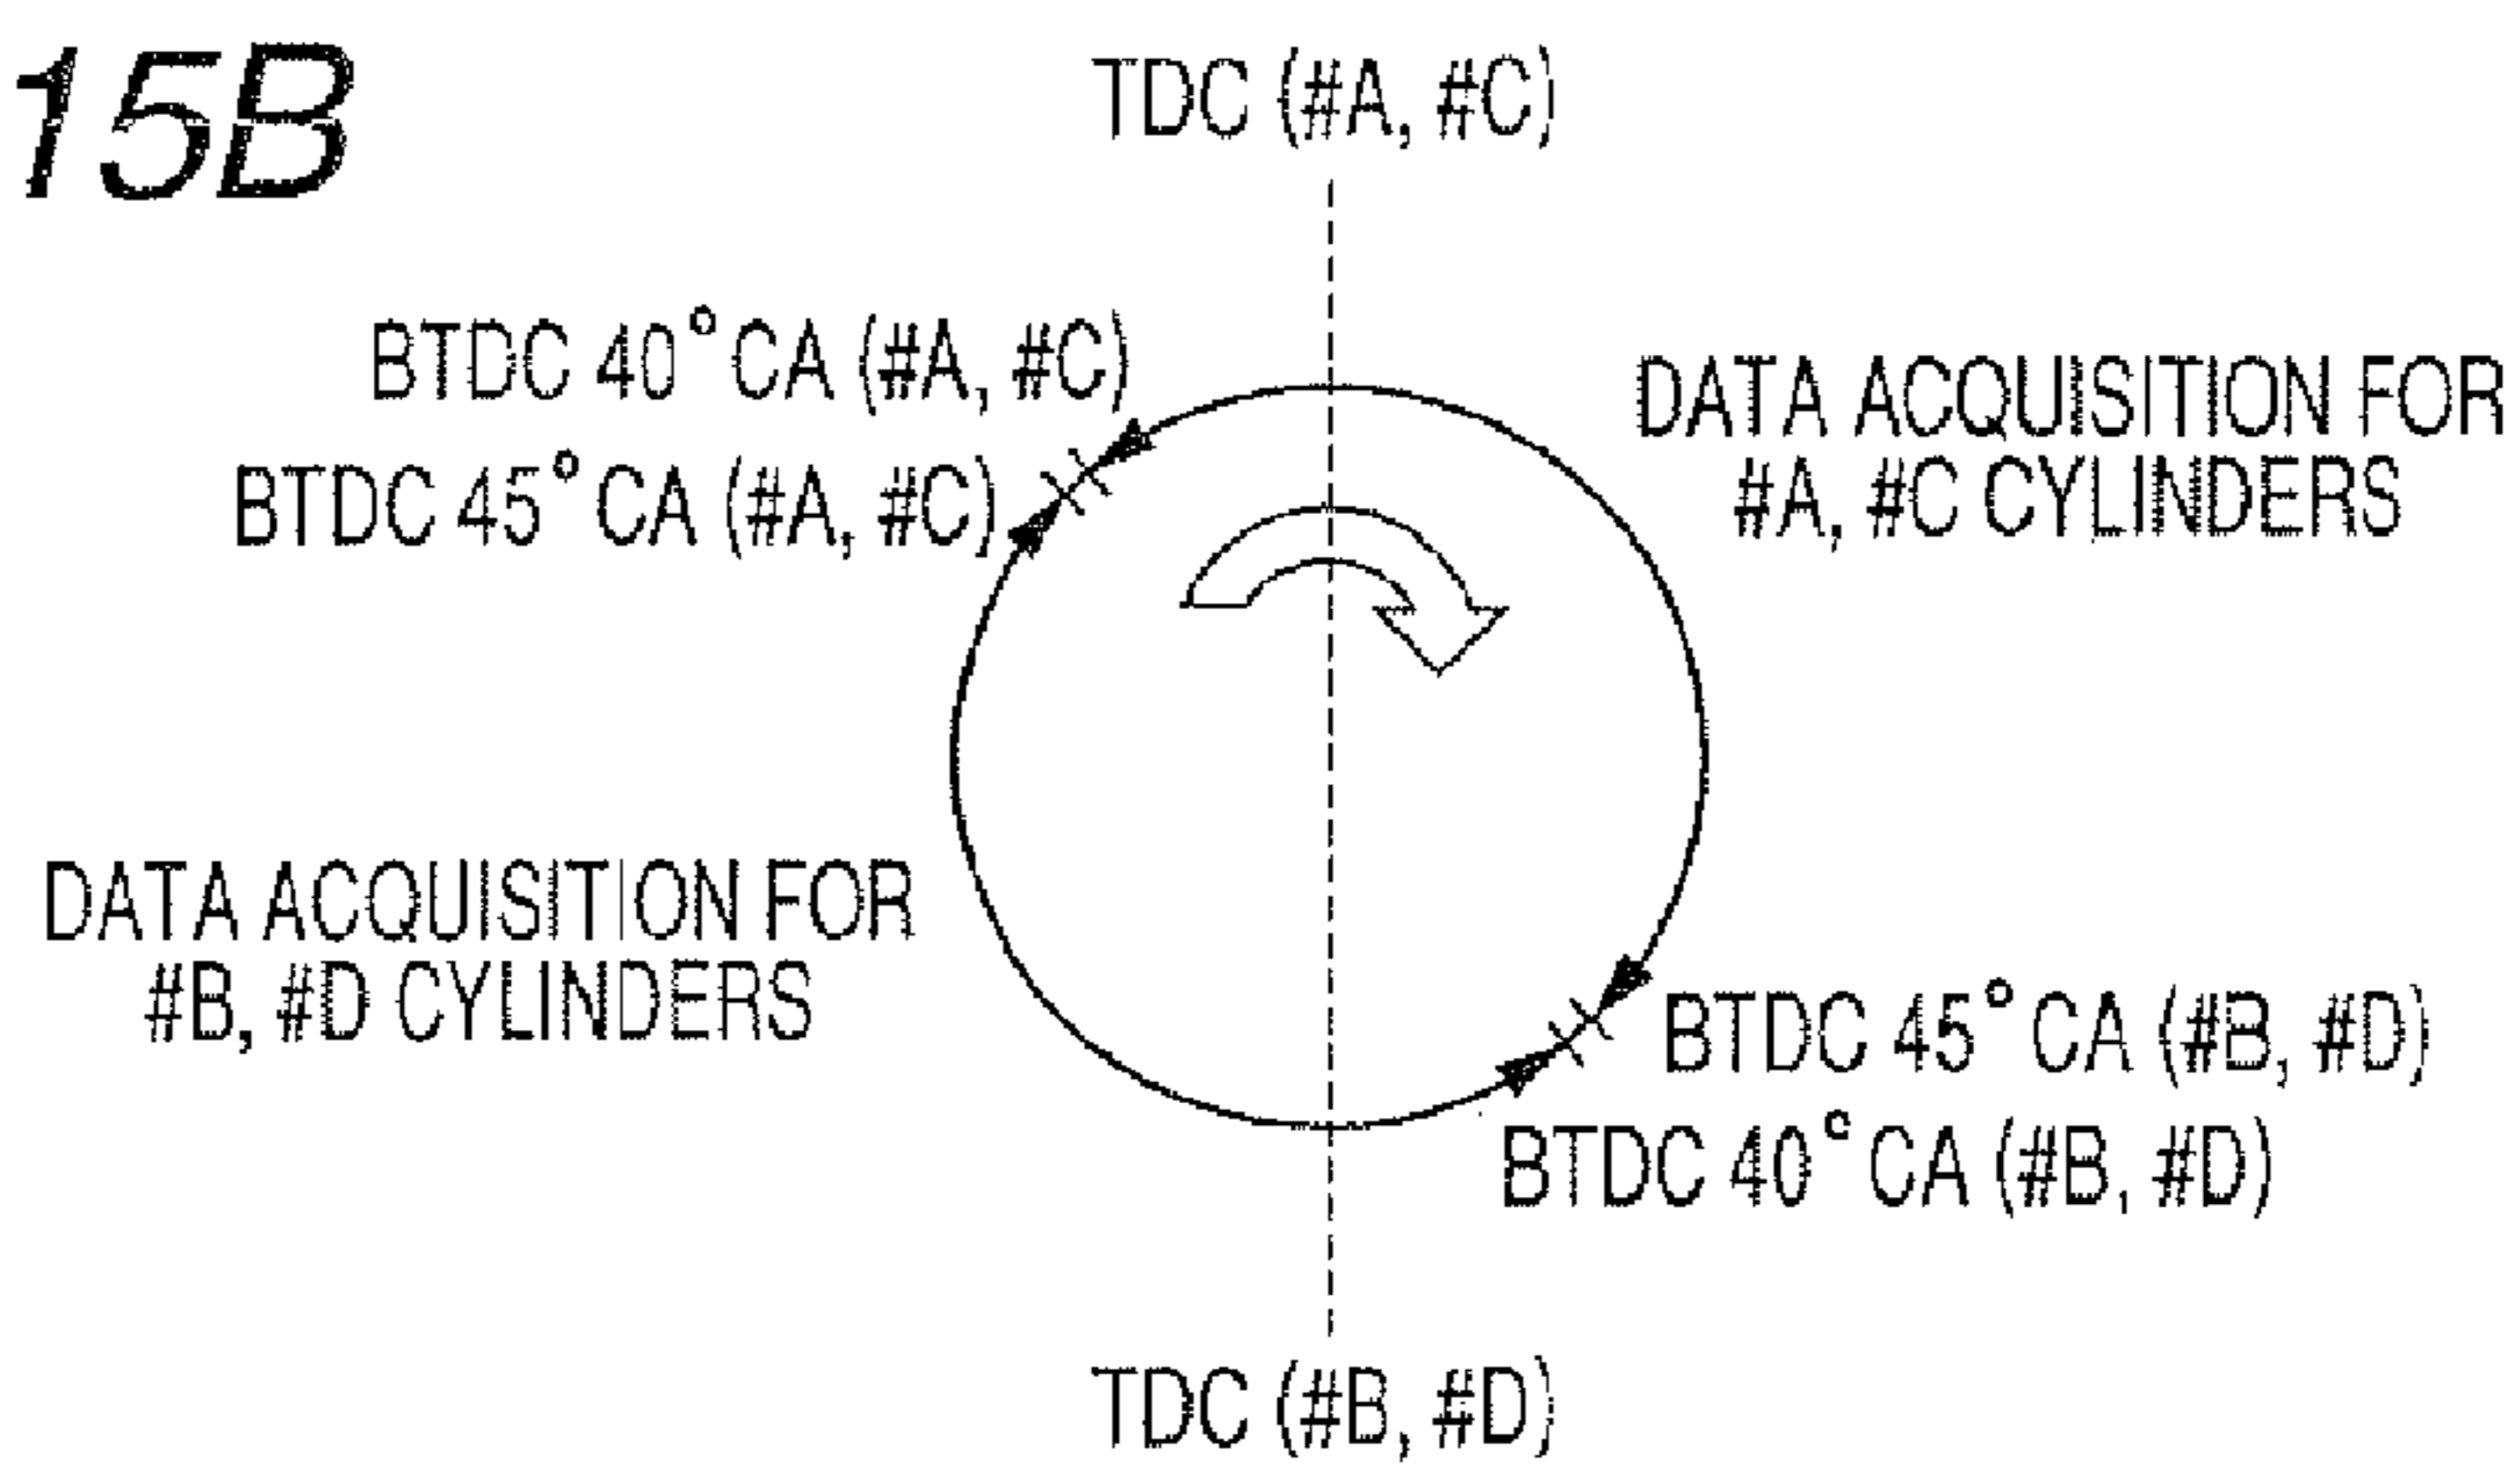 15B
TDC (#A, #C)
BTDC 40°CA (#A, #C)
BTDC 45°CA (#A, #C)
DATA ACQUISITION FOR
#A, #C CYLINDERS
DATA ACQUISITION FOR
#B, #D CYLINDERS
BTDC 45°CA (#B, #D)
BTDC 40°CA (#B, #D)
TDC (#B, #D)